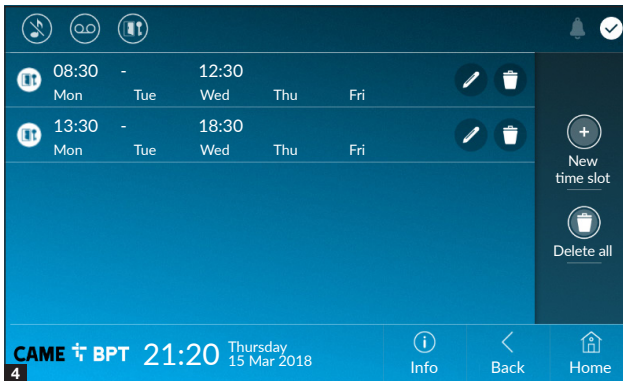 08:30 - 12:30
Mon Tue Wed Thu Fri
13:30 - 18:30
Mon Tue Wed Thu Fri
New
time slot
Delete all
CAME BPT 21:20 Thursday
15 Mar 2018
Info Back Home
4